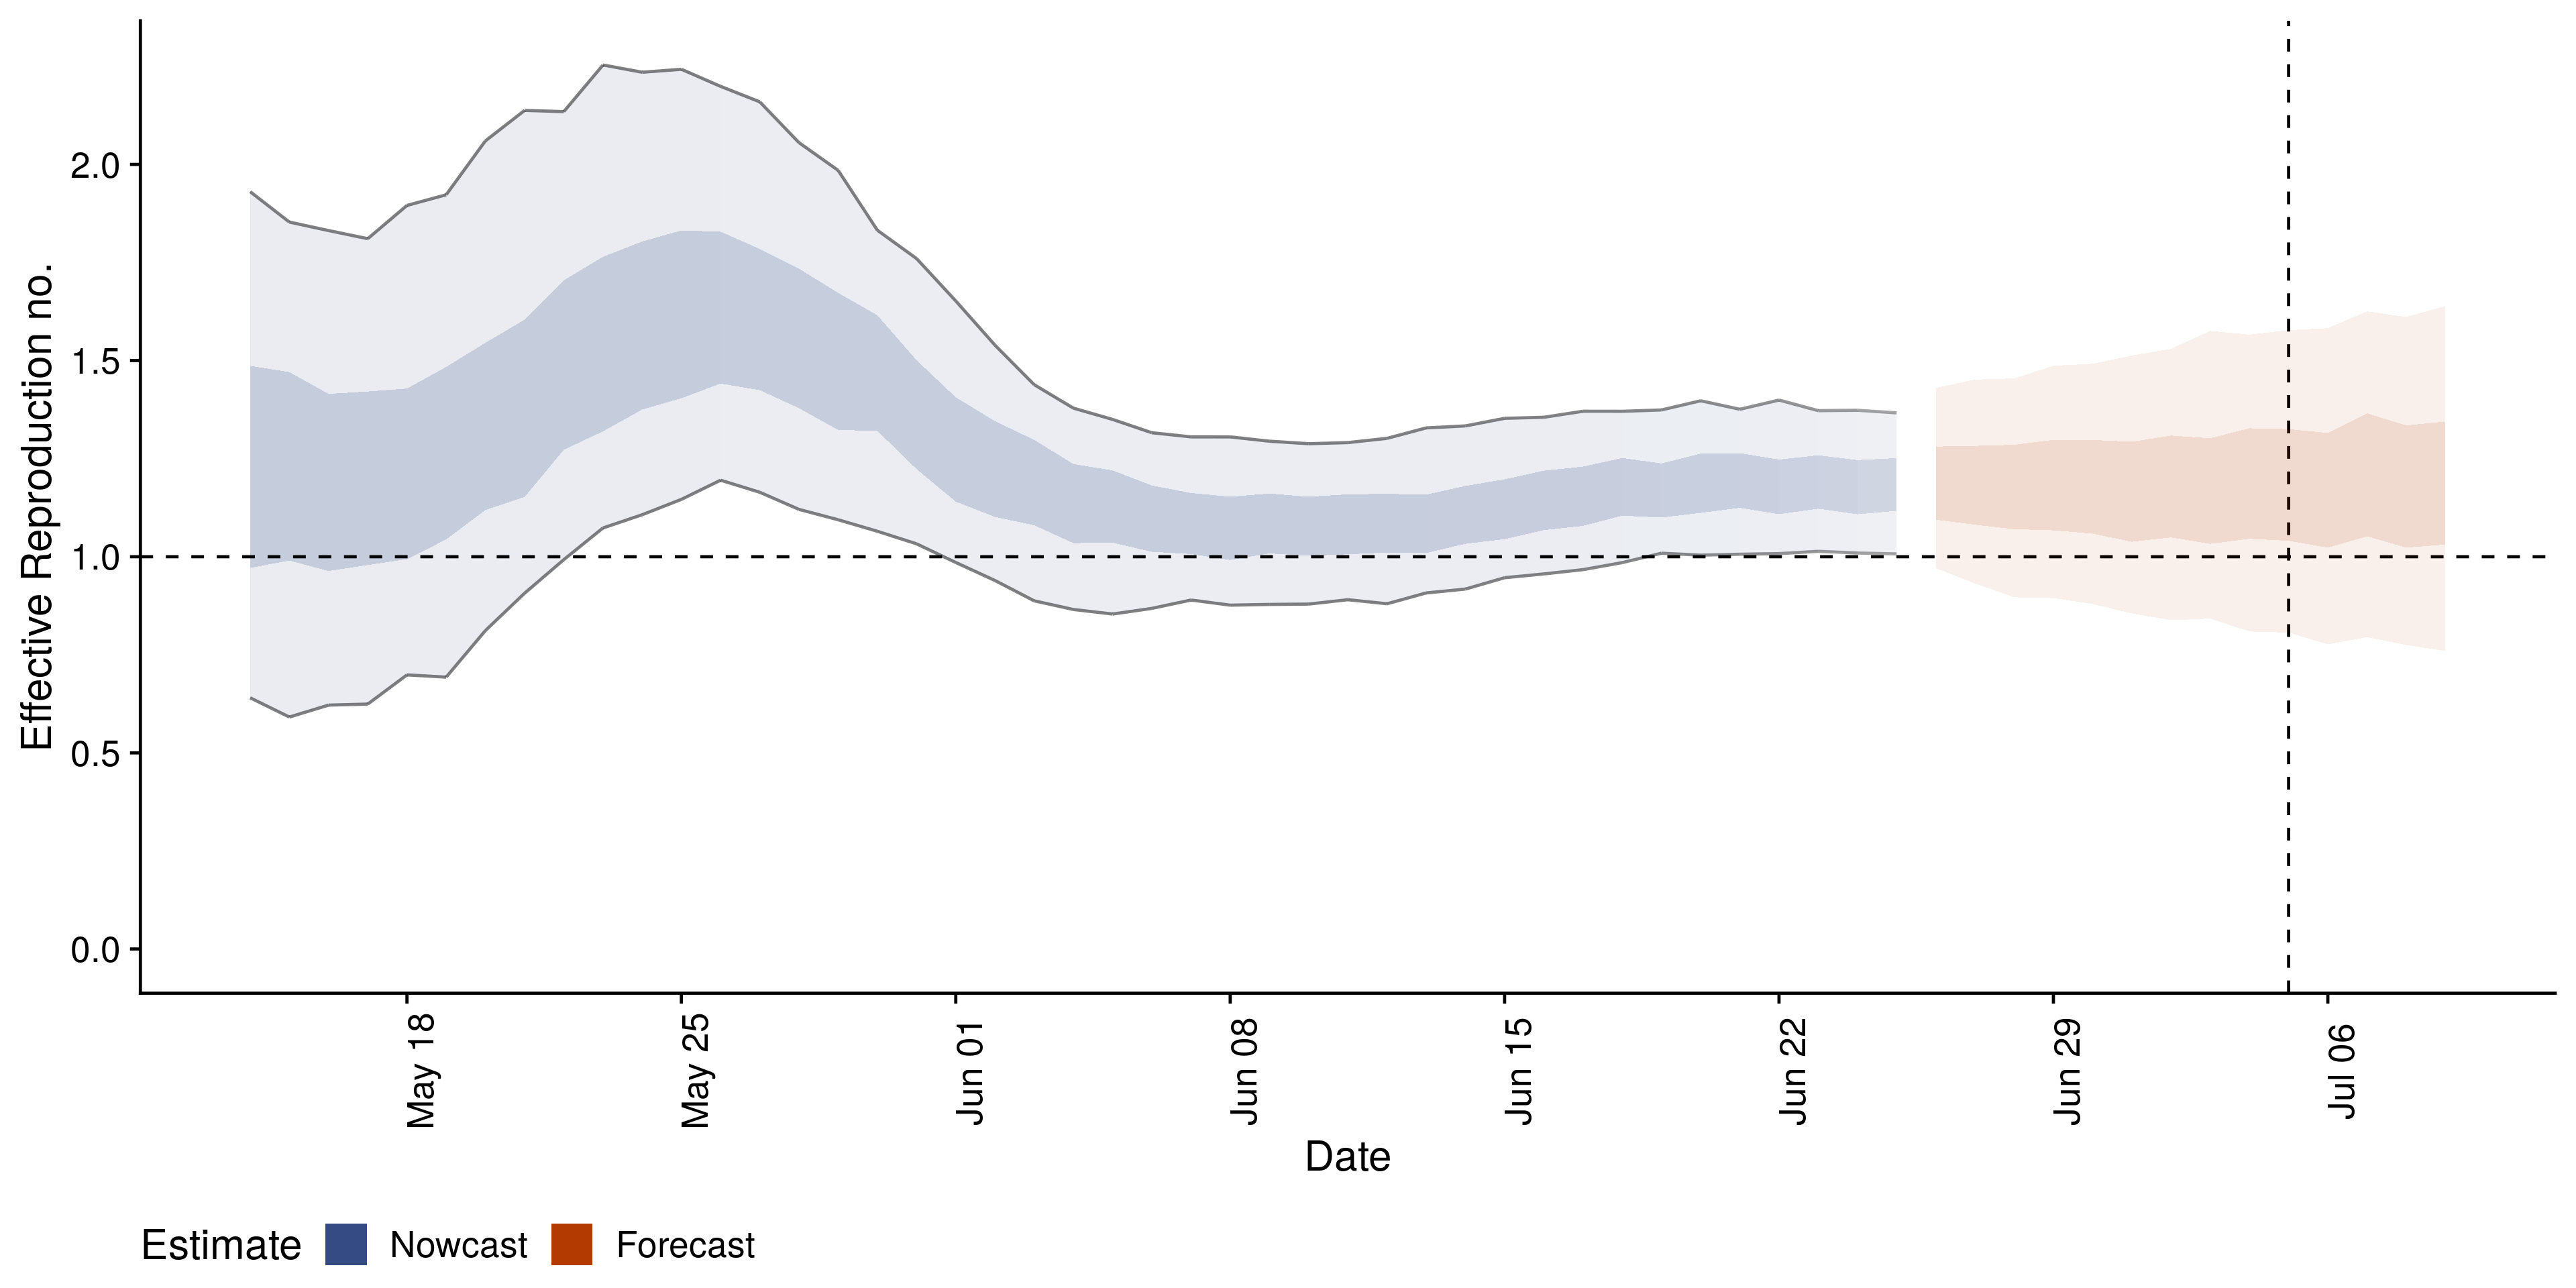 Effective Reproduction no.
2.0
1.5
1.0
0.5
0.0
May 18
May 25
Jun 01
Jun 08
Jun 15
Jun 22
Jun 29
Jul 06
Date
Estimate Nowcast Forecast